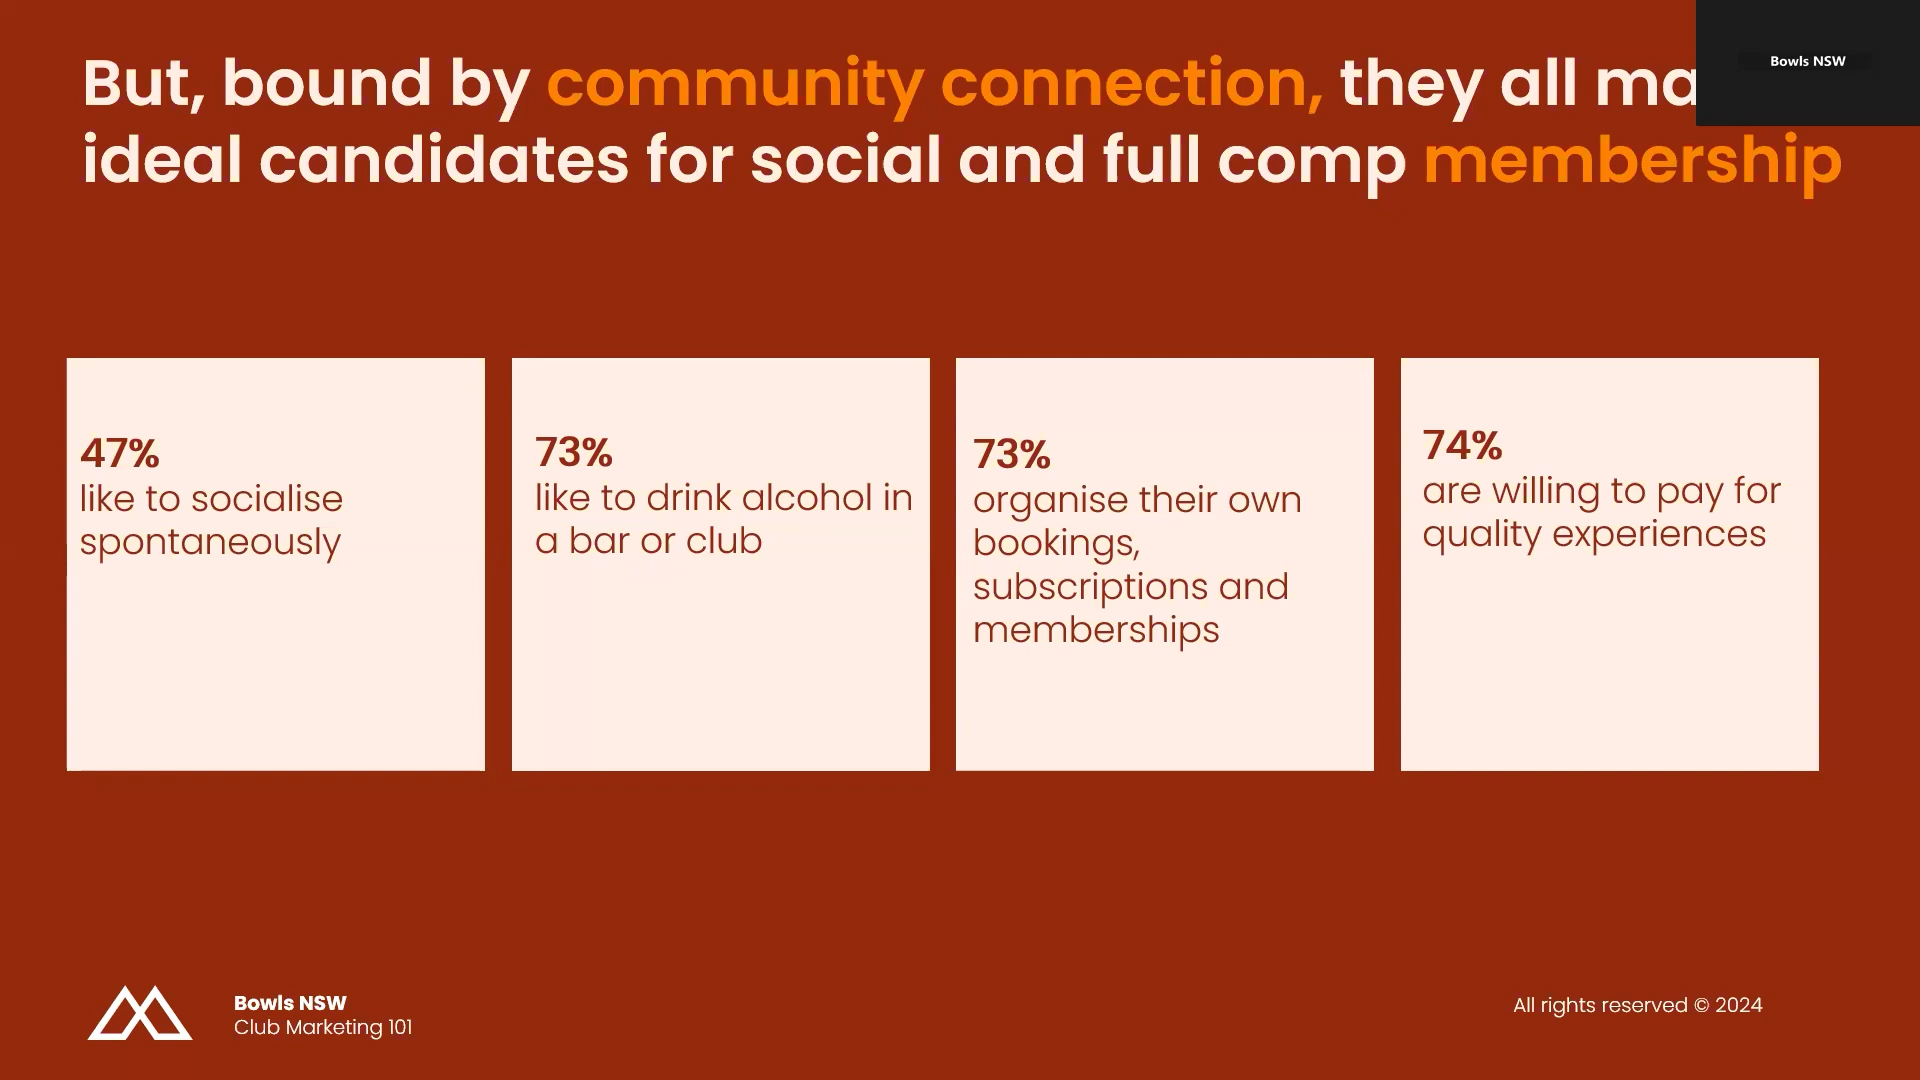 But, bound by community connection, they all ma
Bowls NSW
ideal candidates for social and full comp membership
47%
like to socialise
spontaneously
73%
like to drink alcohol in
a bar or club
73%
organise their own
bookings,
subscriptions and
memberships
74%
are willing to pay for
quality experiences
Bowls NSW
Club Marketing 101
All rights reserved © 2024